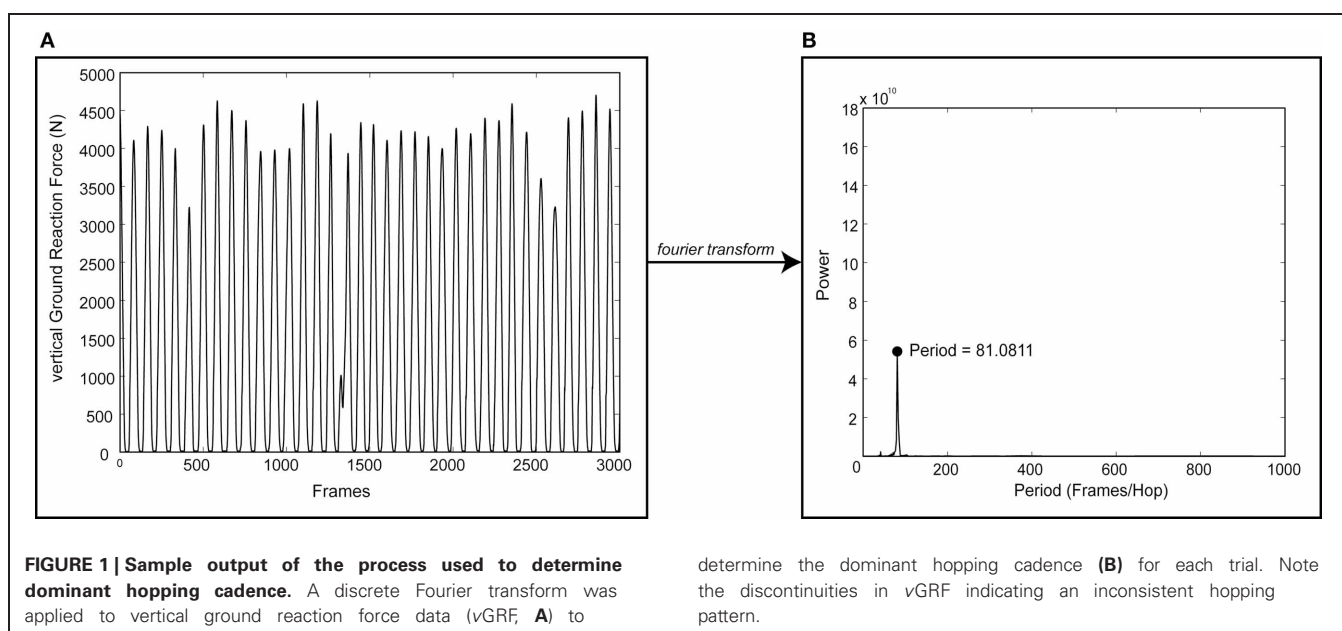 A
5000
4500
4000
3500
3000
2500
2000
1500
1000
500
0
vertical Ground Reaction Force (N)
0 500 1000 1500 2000 2500 3000
Frames
fourier transform
B
x 10^10
18
16
14
12
10
8
6
4
2
Power
Period = 81.0811
0 200 400 600 800 1000
Period (Frames/Hop)
FIGURE 1 | Sample output of the process used to determine
dominant hopping cadence. A discrete Fourier transform was
applied to vertical ground reaction force data (vGRF, A) to
determine the dominant hopping cadence (B) for each trial. Note
the discontinuities in vGRF indicating an inconsistent hopping
pattern.